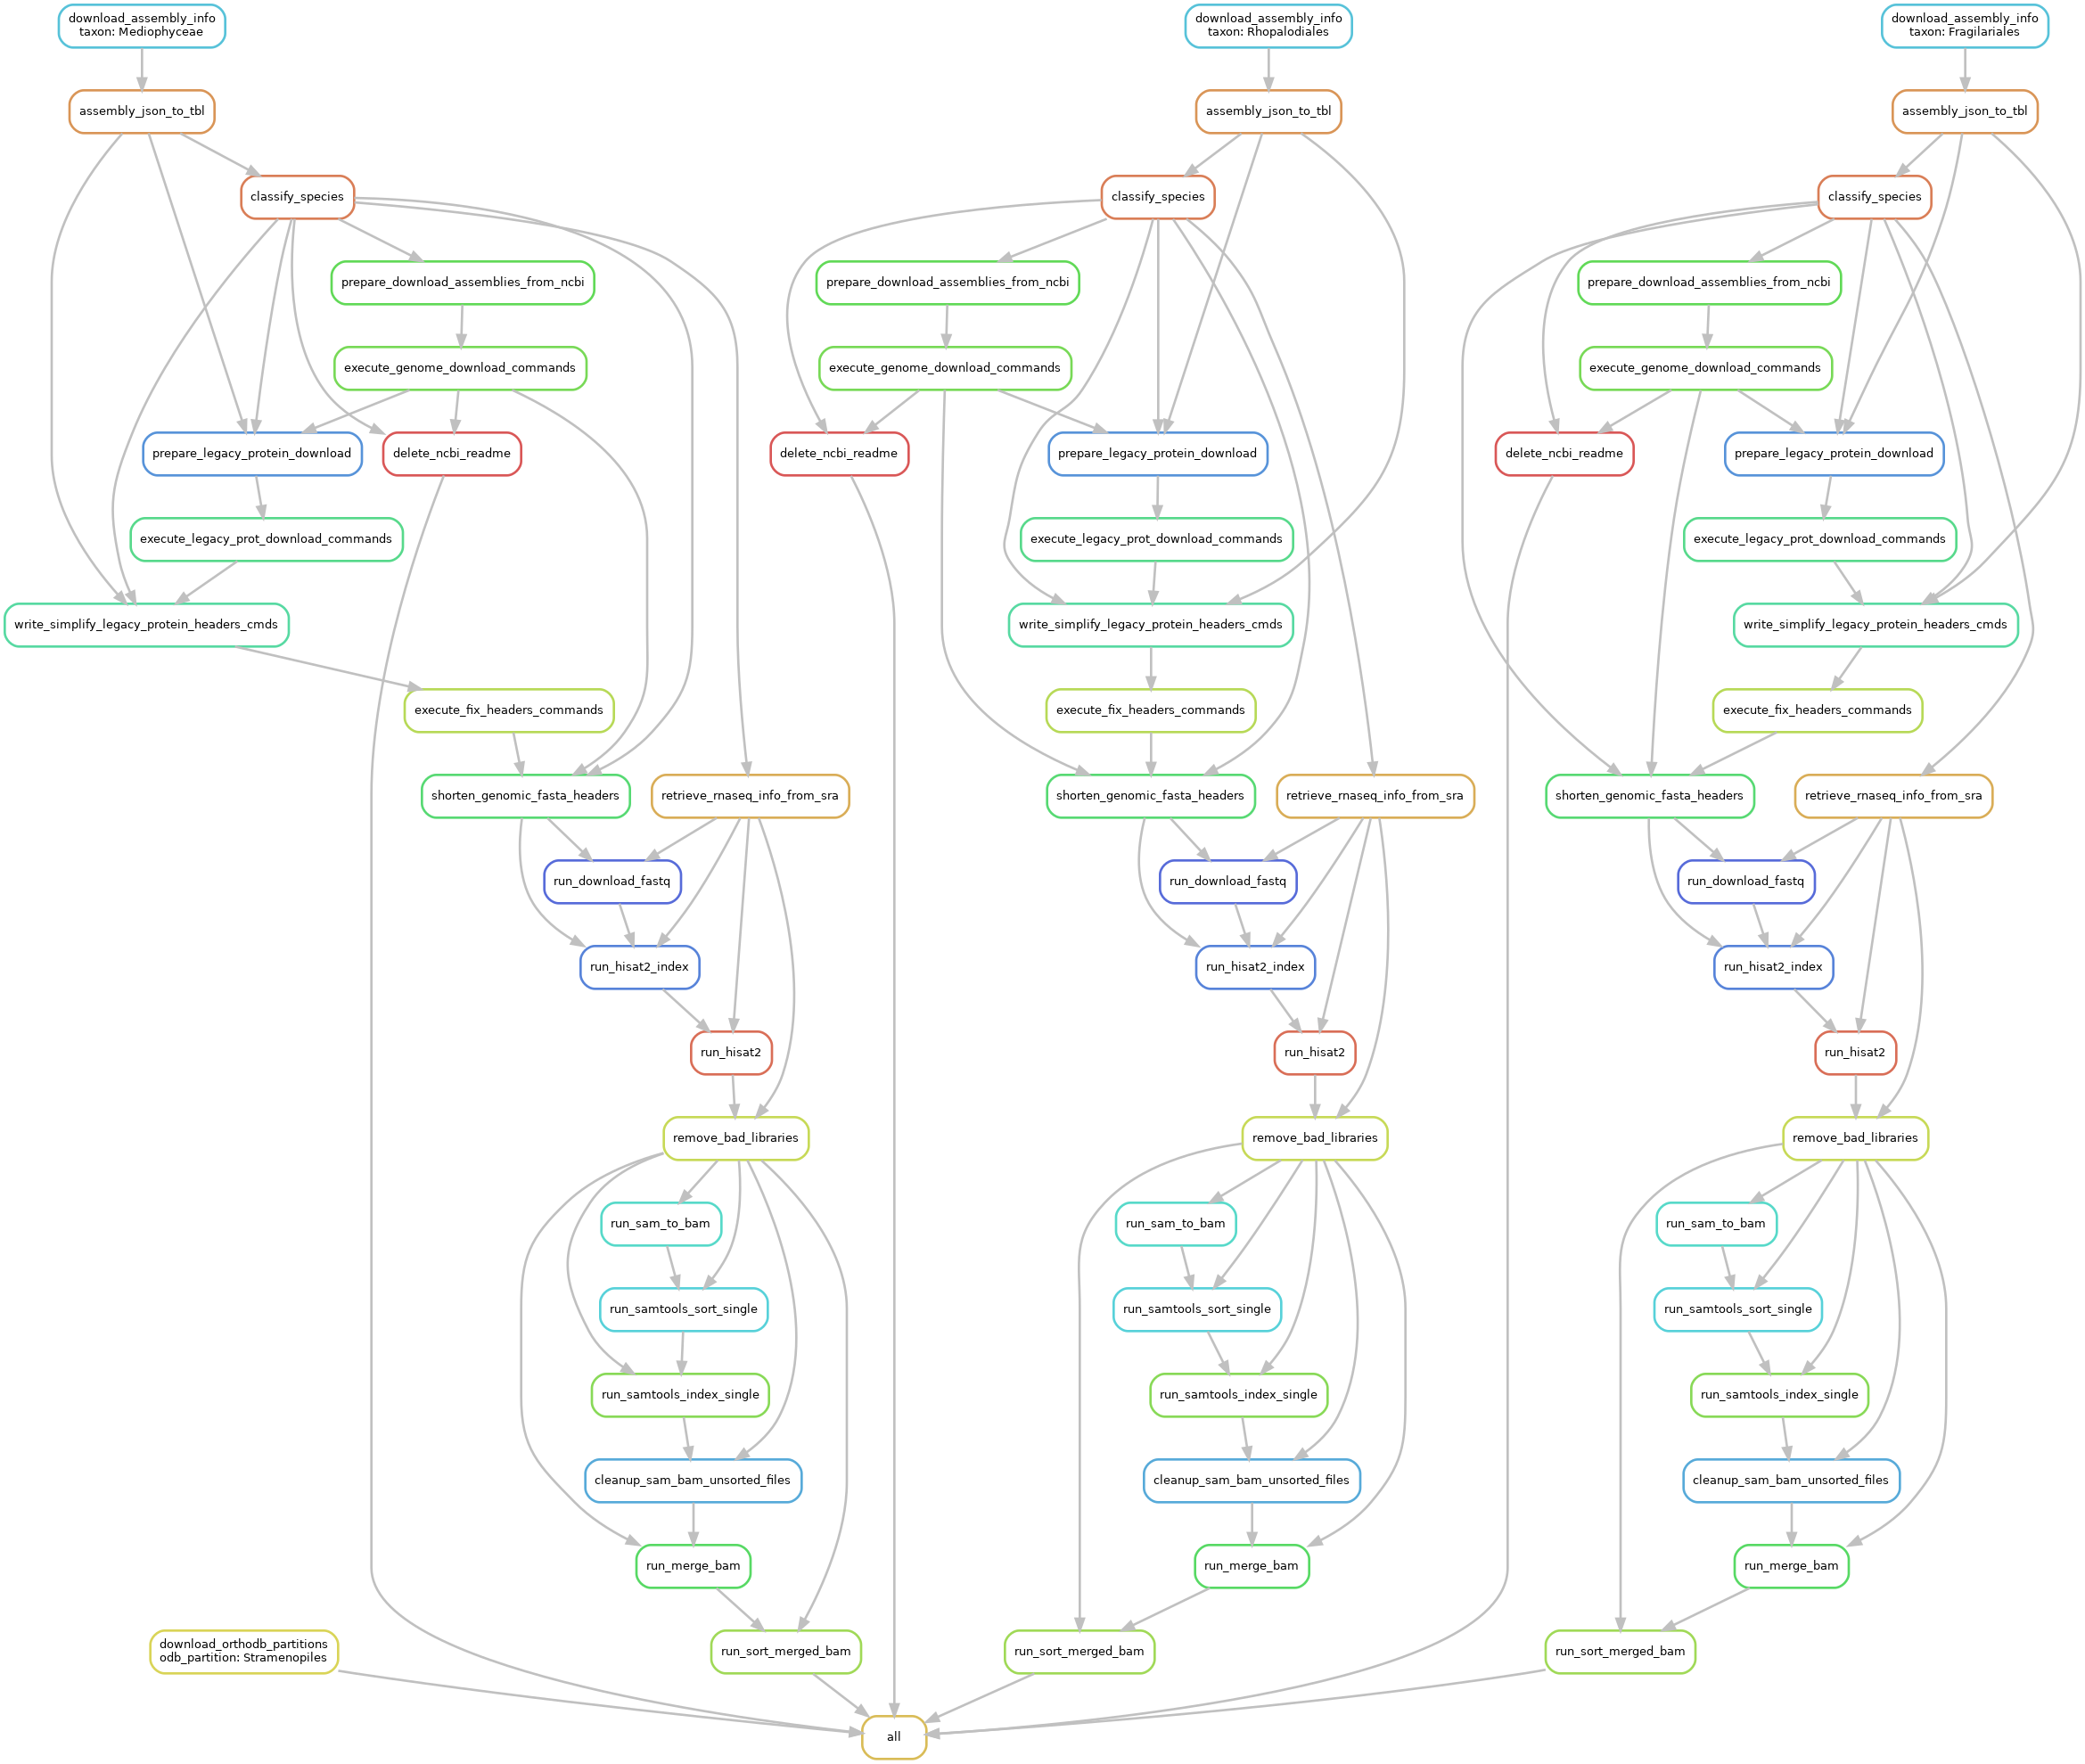 download_assembly_info
taxon: Mediophyceae
download_assembly_info
taxon: Rhopalodiales
download_assembly_info
taxon: Fragilariales
assembly_json_to_tbl
assembly_json_to_tbl
assembly_json_to_tbl
classify_species
classify_species
classify_species
prepare_download_assemblies_from_ncbi
prepare_download_assemblies_from_ncbi
prepare_download_assemblies_from_ncbi
execute_genome_download_commands
execute_genome_download_commands
execute_genome_download_commands
prepare_legacy_protein_download
delete_ncbi_readme
delete_ncbi_readme
prepare_legacy_protein_download
delete_ncbi_readme
prepare_legacy_protein_download
execute_legacy_prot_download_commands
execute_legacy_prot_download_commands
execute_legacy_prot_download_commands
write_simplify_legacy_protein_headers_cmds
write_simplify_legacy_protein_headers_cmds
write_simplify_legacy_protein_headers_cmds
execute_fix_headers_commands
execute_fix_headers_commands
execute_fix_headers_commands
shorten_genomic_fasta_headers
retrieve_rnaseq_info_from_sra
shorten_genomic_fasta_headers
retrieve_rnaseq_info_from_sra
shorten_genomic_fasta_headers
retrieve_rnaseq_info_from_sra
run_download_fastq
run_download_fastq
run_download_fastq
run_hisat2_index
run_hisat2_index
run_hisat2_index
run_hisat2
run_hisat2
run_hisat2
remove_bad_libraries
remove_bad_libraries
remove_bad_libraries
run_sam_to_bam
run_sam_to_bam
run_sam_to_bam
run_samtools_sort_single
run_samtools_sort_single
run_samtools_sort_single
run_samtools_index_single
run_samtools_index_single
run_samtools_index_single
cleanup_sam_bam_unsorted_files
cleanup_sam_bam_unsorted_files
cleanup_sam_bam_unsorted_files
run_merge_bam
run_merge_bam
run_merge_bam
download_orthodb_partitions
odb_partition: Stramenopiles
run_sort_merged_bam
run_sort_merged_bam
run_sort_merged_bam
all